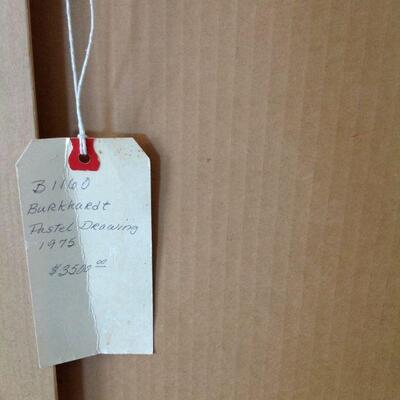 B1160
Burkhardt
Pastel Drawing
1975
$3500.00